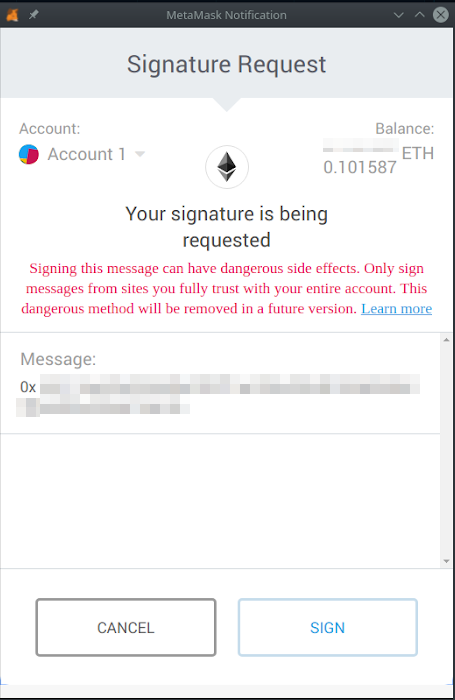 MetaMask Notification
Signature Request
Account:
Balance:
Account 1
ETH
0.101587
Your signature is being
requested
Signing this message can have dangerous side effects. Only sign
messages from sites you fully trust with your entire account. This
dangerous method will be removed in a future version. Learn more
Message:
0x
CANCEL
SIGN